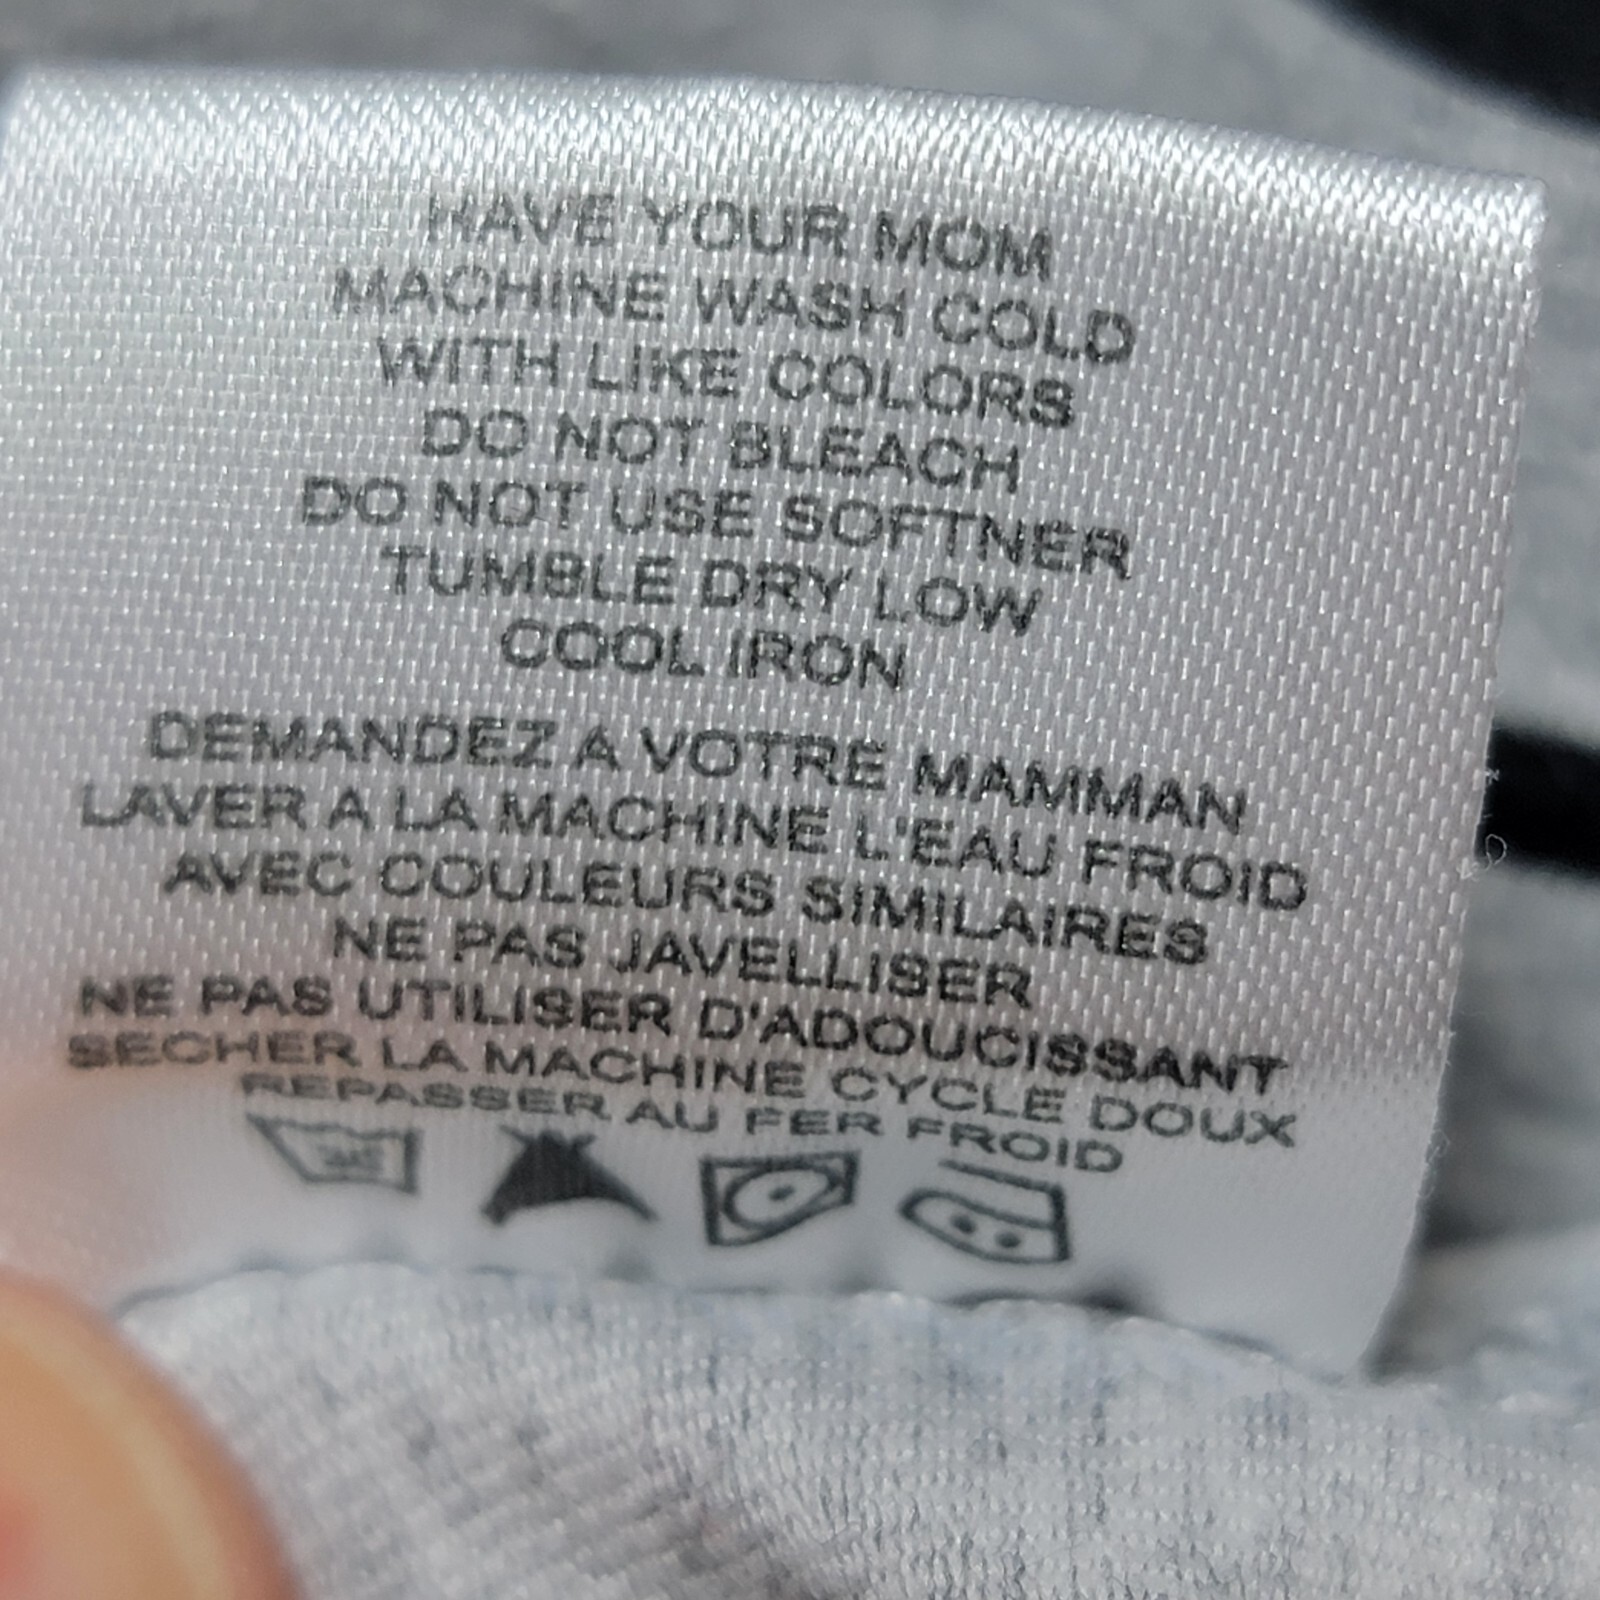 HAVE YOUR MOM
MACHINE WASH COLD
WITH LIKE COLORS
DO NOT BLEACH
DO NOT USE SOFTNER
TUMBLE DRY LOW
COOL IRON
DEMANDEZ A VOTRE MAMMAN
LAVER A LA MACHINE L'EAU FROID
AVEC COULEURS SIMILAIRES
NE PAS JAVELLISER
NE PAS UTILISER D'ADOUCISSANT
SECHER LA MACHINE CYCLE DOUX
REPASSER AU FER FROID